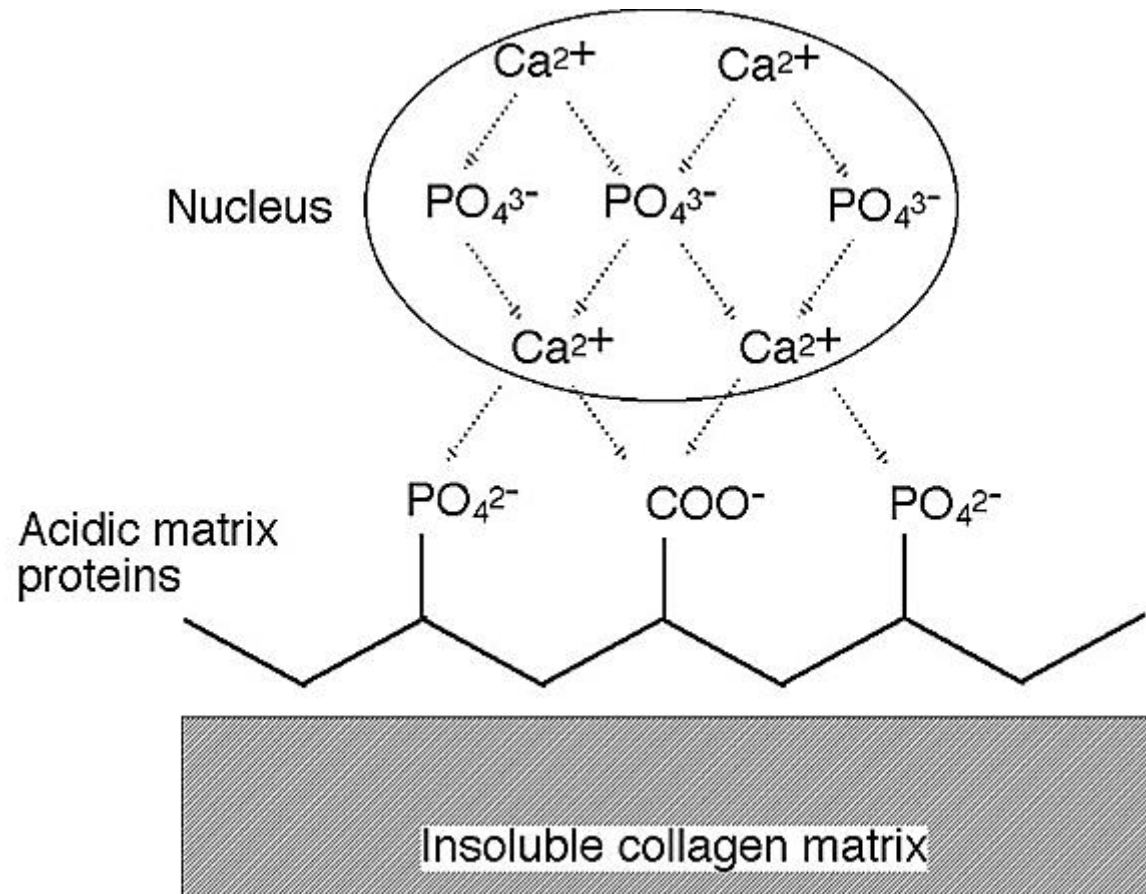 Ca²⁺ Ca²⁺
Nucleus PO₄³⁻ PO₄³⁻ PO₄³⁻
Ca²⁺ Ca²⁺
PO₄²⁻ COO⁻ PO₄²⁻
Acidic matrix
proteins
Insoluble collagen matrix